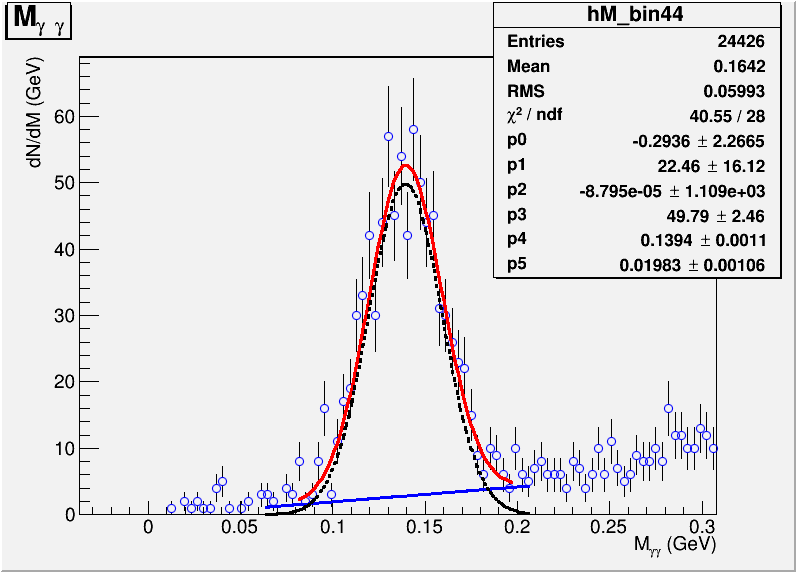 M γ γ
hM_bin44
Entries 24426
Mean 0.1642
RMS 0.05993
χ² / ndf 40.55 / 28
p0 -0.2936 ± 2.2665
p1 22.46 ± 16.12
p2 -8.795e-05 ± 1.109e+03
p3 49.79 ± 2.46
p4 0.1394 ± 0.0011
p5 0.01983 ± 0.00106
dN/dM (GeV)
60
50
40
30
20
10
0
0 0.05 0.1 0.15 0.2 0.25 0.3
Mγγ (GeV)